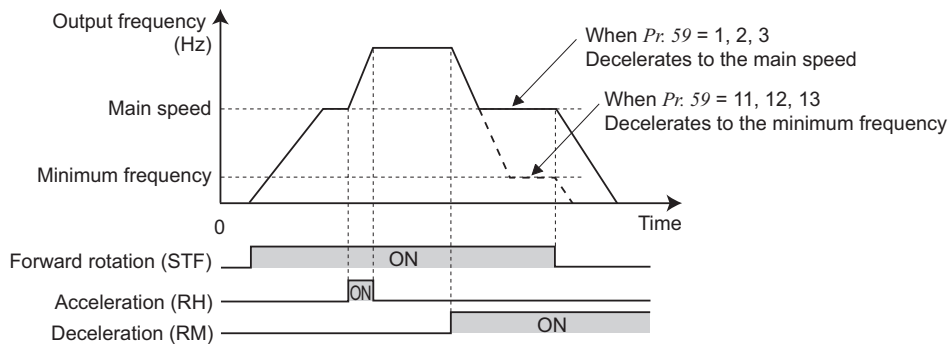 Output frequency
(Hz)
When Pr. 59 = 1, 2, 3
Decelerates to the main speed
Main speed
When Pr. 59 = 11, 12, 13
Decelerates to the minimum frequency
Minimum frequency
0
Time
Forward rotation (STF)
ON
Acceleration (RH)
ON
Deceleration (RM)
ON